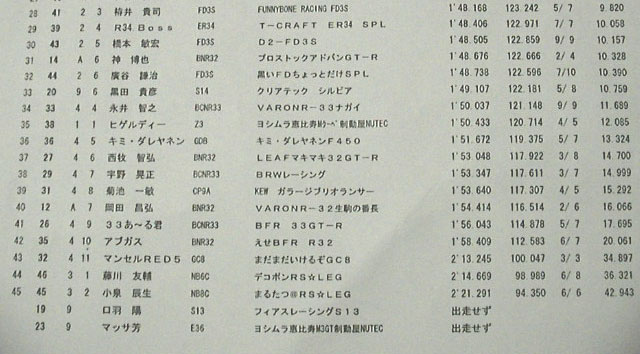 28 41 2 3 栫井 貴司 FD3S FUNNYBONE RACING FD3S 1'48.168 123.242 5/ 7 9.820
29 39 2 4 R34 Boss ER34 T-CRAFT ER34 SPL 1'48.406 122.971 7/ 7 10.058
30 43 2 5 橋本 敏宏 FD3S D2-FD3S 1'48.505 122.859 9/ 9 10.157
31 14 A 6 神 博也 BNR32 プロストックアドバンGT-R 1'48.676 122.666 2/ 4 10.328
32 44 2 6 廣谷 謙治 FD3S 黒いFDちょっとだけSPL 1'48.738 122.596 7/10 10.390
33 20 9 6 黒田 貴彦 S14 クリアテック シルビア 1'49.107 122.181 5/ 8 10.759
34 33 4 4 永井 智之 BCNR33 VARONR-33ナガイ 1'50.037 121.148 9/ 9 11.689
35 38 1 1 ヒゲルディー Z3 ヨシムラ恵比寿Mクーペ制動屋NUTEC 1'50.433 120.714 4/ 5 12.085
36 36 4 5 キミ・ダレヤネン GDB キミ・ダレヤネンF450 1'51.672 119.375 5/ 7 13.324
37 27 4 6 西枝 智弘 BNR32 LEAFマキマキ32GT-R 1'53.048 117.922 3/ 8 14.700
38 29 4 7 宇野 晃正 BCNR33 BRWレーシング 1'53.347 117.611 3/ 7 14.999
39 31 4 8 菊池 一敏 CP9A KEW ガラージブリオランサー 1'53.640 117.307 4/ 5 15.292
40 12 A 7 岡田 昌弘 BNR32 VARONR-32生駒の番長 1'54.414 116.514 2/ 6 16.066
41 26 4 9 33あ~る君 BCNR33 BFR 33GT-R 1'56.043 114.878 5/ 7 17.695
42 35 4 10 アブガス BNR32 えせBFR R32 1'58.409 112.583 6/ 7 20.061
43 32 4 11 マンセルRED5 GC8 まだまだいけるぞGC8 2'13.245 100.047 3/ 3 34.897
44 46 3 1 藤川 友輔 NB6C デコポンRS☆LEG 2'14.669 98.989 6/ 8 36.321
45 45 3 2 小泉 辰生 NB8C まるたつ@RS☆LEG 2'21.291 94.350 6/ 6 42.943
19 9 口羽 陽 S13 フィアスレーシングS13 出走せず
23 9 マッサ芳 E36 ヨシムラ恵比寿M3GT制動屋NUTEC 出走せず